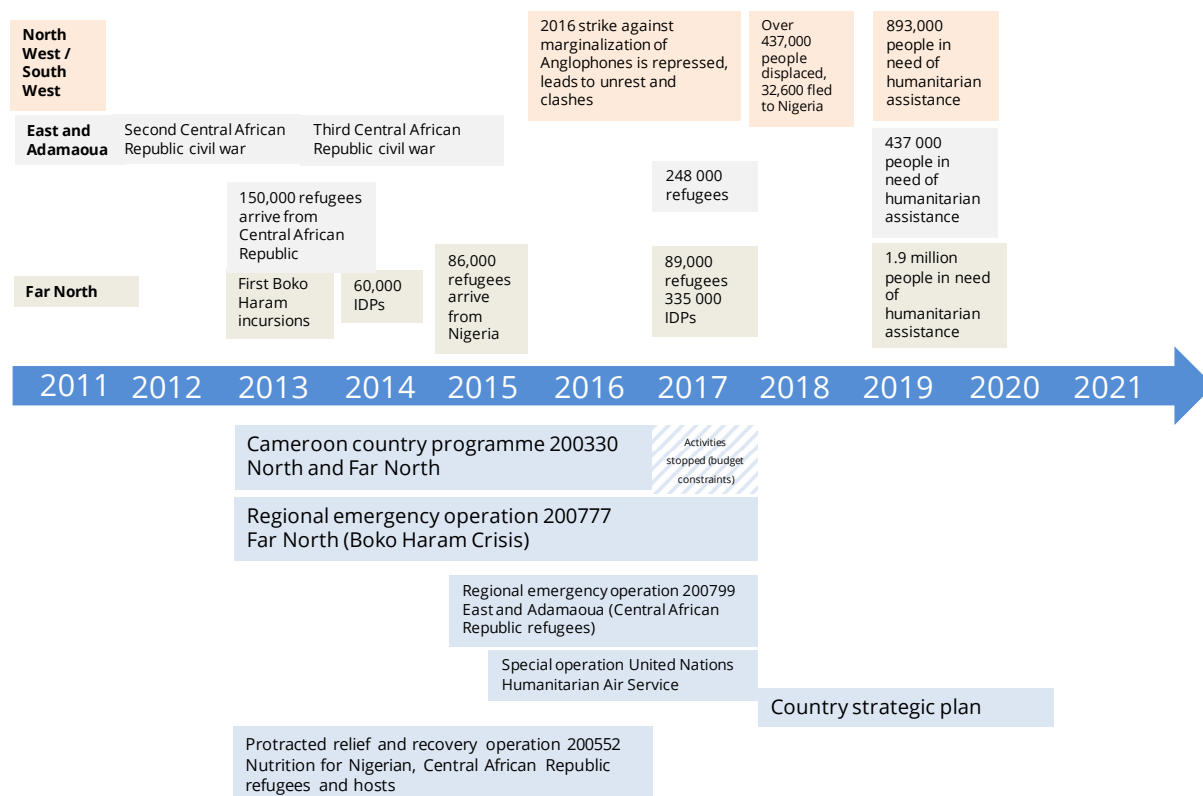 North
West /
South
West
2016 strike against
marginalization of
Anglophones is repressed,
leads to unrest and
clashes
Over
437,000
people
displaced,
32,600 fled
to Nigeria
893,000
people in
need of
humanitarian
assistance
East and
Adamaoua
Second Central African
Republic civil war
Third Central African
Republic civil war
437 000
people in
need of
humanitarian
assistance
150,000 refugees
arrive from
Central African
Republic
248 000
refugees
Far North
First Boko
Haram
incursions
60,000
IDPs
86,000
refugees
arrive
from
Nigeria
89,000
refugees
335 000
IDPs
1.9 million
people in need
of
humanitarian
assistance
2011 2012 2013 2014 2015 2016 2017 2018 2019 2020 2021
Cameroon country programme 200330
North and Far North
Activities
stopped (budget
constraints)
Regional emergency operation 200777
Far North (Boko Haram Crisis)
Regional emergency operation 200799
East and Adamaoua (Central African
Republic refugees)
Special operation United Nations
Humanitarian Air Service
Country strategic plan
Protracted relief and recovery operation 200552
Nutrition for Nigerian, Central African Republic
refugees and hosts